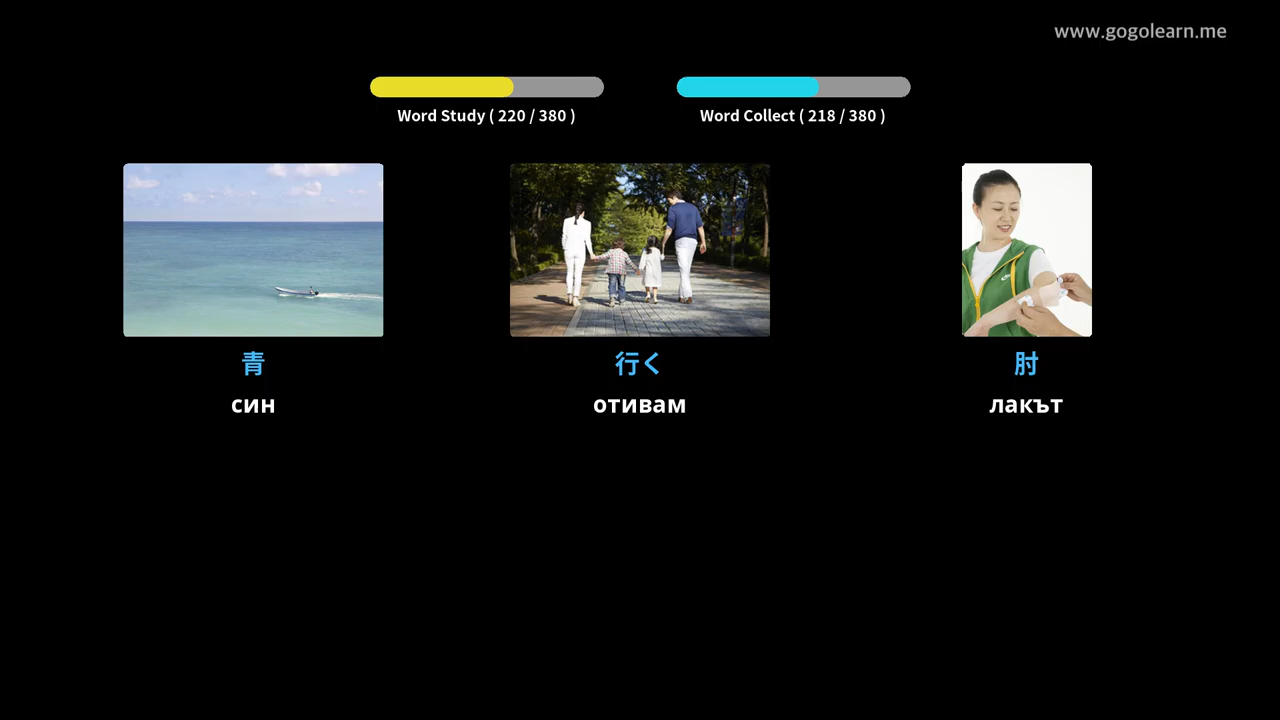 www.gogolearn.me
Word Study ( 220 / 380 )
Word Collect ( 218 / 380 )
青
行く
肘
син
отивам
лакът